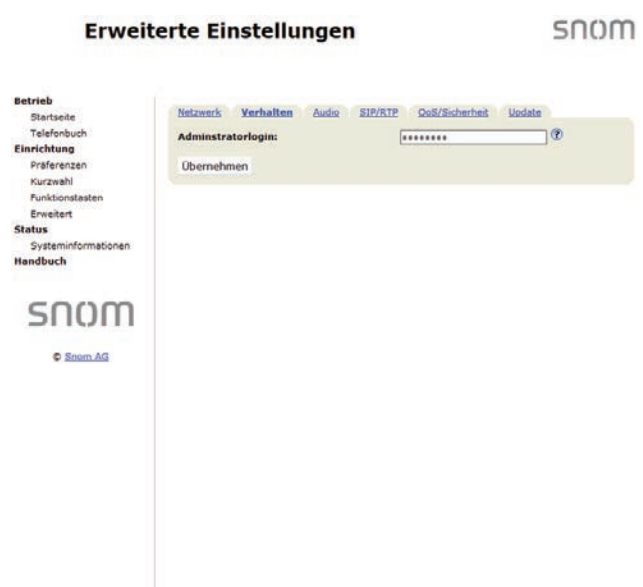 Erweiterte Einstellungen
snom
Betrieb
Startseite
Telefonbuch
Einrichtung
Präferenzen
Kurzwahl
Funktionstasten
Erweitert
Status
Systeminformationen
Handbuch
snom
© Snom AG
Netzwerk Verhalten Audio SIP/RTP QoS/Sicherheit Update
Adminstratorlogin: ******** ?
Übernehmen